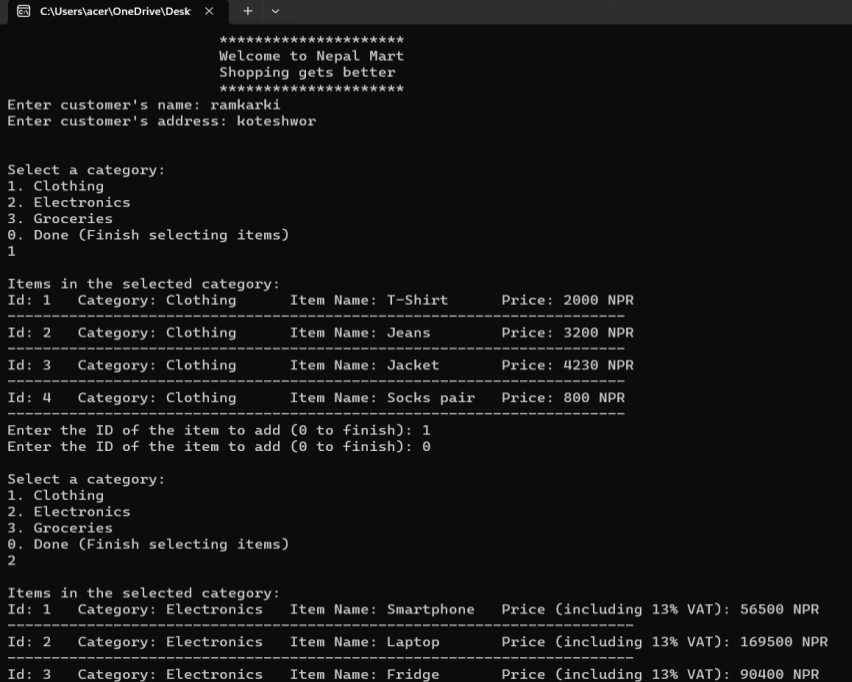 C:\Users\acer\OneDrive\Desk
*********************
Welcome to Nepal Mart
Shopping gets better
*********************
Enter customer's name: ramkarki
Enter customer's address: koteshwor
Select a category:
1. Clothing
2. Electronics
3. Groceries
0. Done (Finish selecting items)
1
Items in the selected category:
Id: 1   Category: Clothing      Item Name: T-Shirt      Price: 2000 NPR
----------------------------------------------------------------------
Id: 2   Category: Clothing      Item Name: Jeans        Price: 3200 NPR
----------------------------------------------------------------------
Id: 3   Category: Clothing      Item Name: Jacket       Price: 4230 NPR
----------------------------------------------------------------------
Id: 4   Category: Clothing      Item Name: Socks pair   Price: 800 NPR
----------------------------------------------------------------------
Enter the ID of the item to add (0 to finish): 1
Enter the ID of the item to add (0 to finish): 0
Select a category:
1. Clothing
2. Electronics
3. Groceries
0. Done (Finish selecting items)
2
Items in the selected category:
Id: 1   Category: Electronics   Item Name: Smartphone   Price (including 13% VAT): 56500 NPR
-----------------------------------------------------------------------
Id: 2   Category: Electronics   Item Name: Laptop       Price (including 13% VAT): 169500 NPR
-----------------------------------------------------------------------
Id: 3   Category: Electronics   Item Name: Fridge       Price (including 13% VAT): 90400 NPR